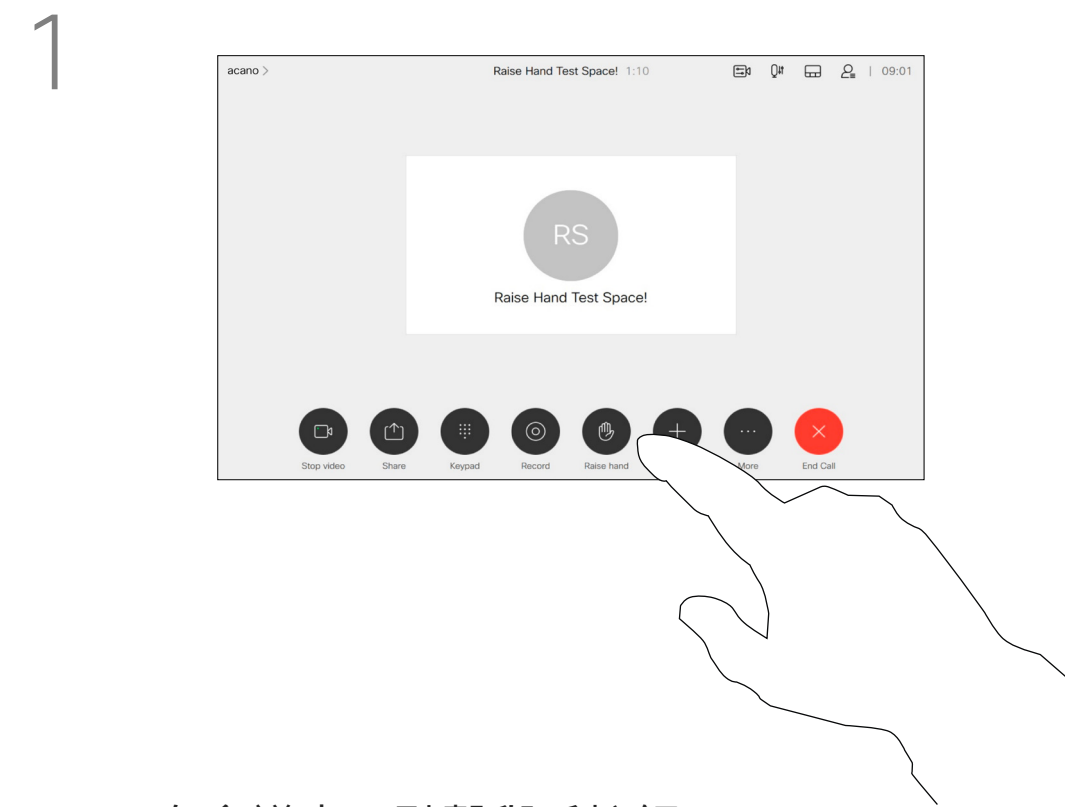 1
acano >
Raise Hand Test Space! 1:10
| 09:01
RS
Raise Hand Test Space!
Stop video Share Keypad Record Raise hand More End Call